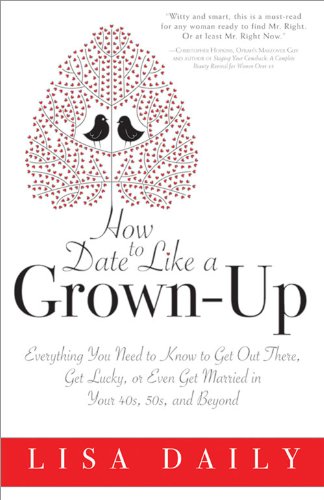 "Witty and smart, this is a must-read
for any woman ready to find Mr. Right.
Or at least Mr. Right Now."
—Christopher Hopkins, Oprah's Makeover Guy
and author of Staging Your Comeback: A Complete
Beauty Revival for Women Over 45
How
to
Date Like a
Grown-Up
Everything You Need to Know to Get Out There,
Get Lucky, or Even Get Married in
Your 40s, 50s, and Beyond
LISA DAILY